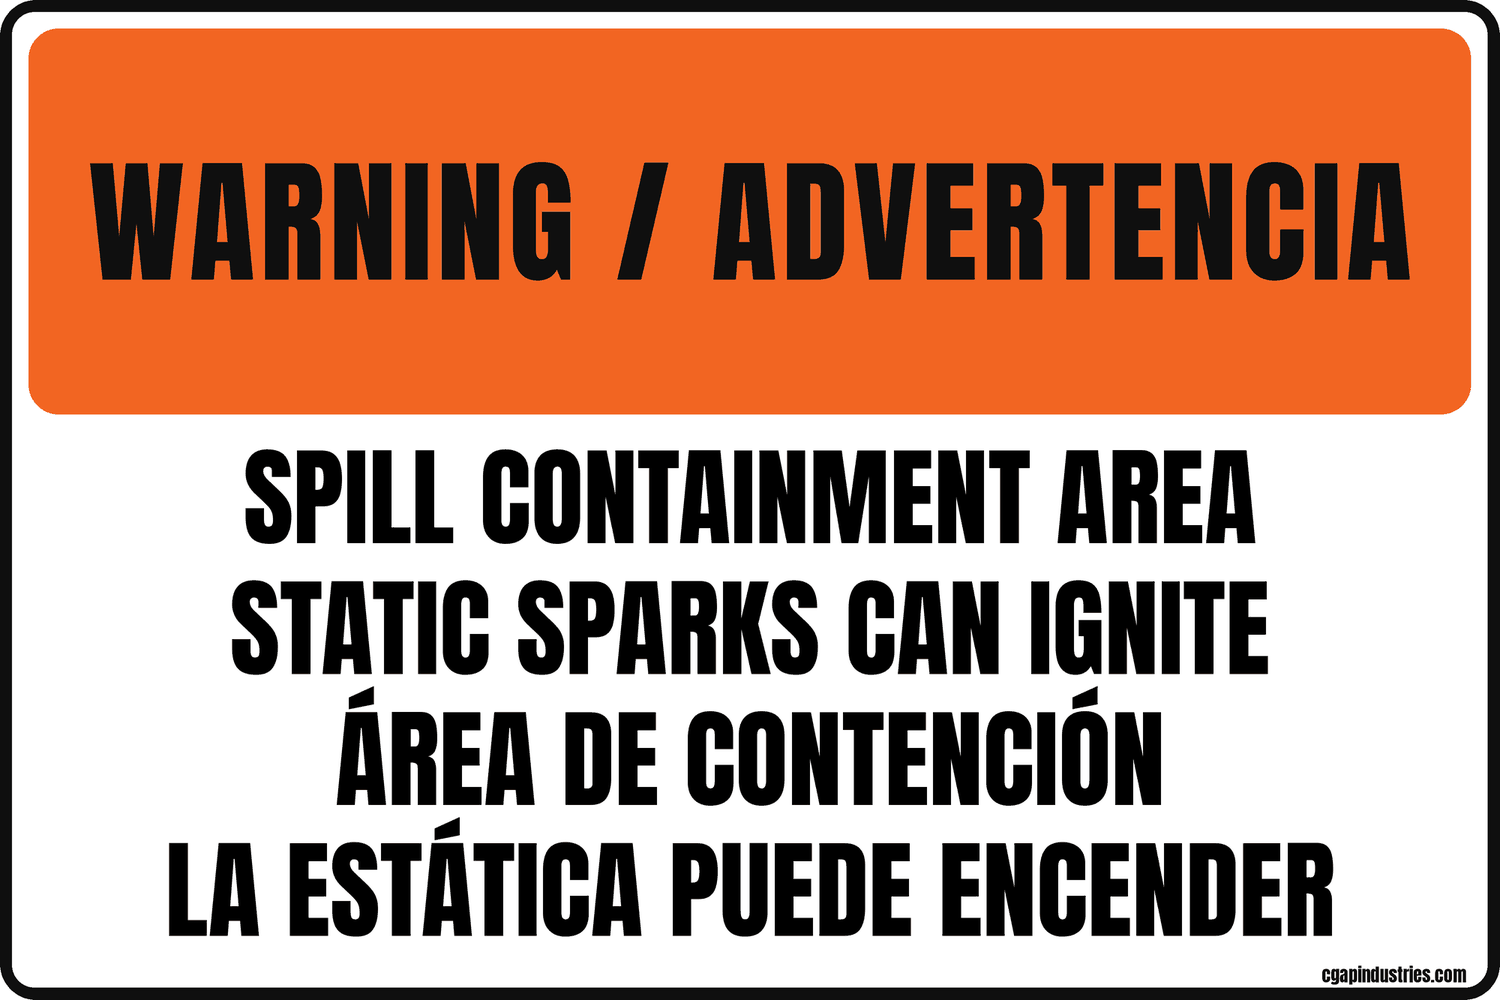 WARNING / ADVERTENCIA
SPILL CONTAINMENT AREA
STATIC SPARKS CAN IGNITE
ÁREA DE CONTENCIÓN
LA ESTÁTICA PUEDE ENCENDER
cgapindustries.com